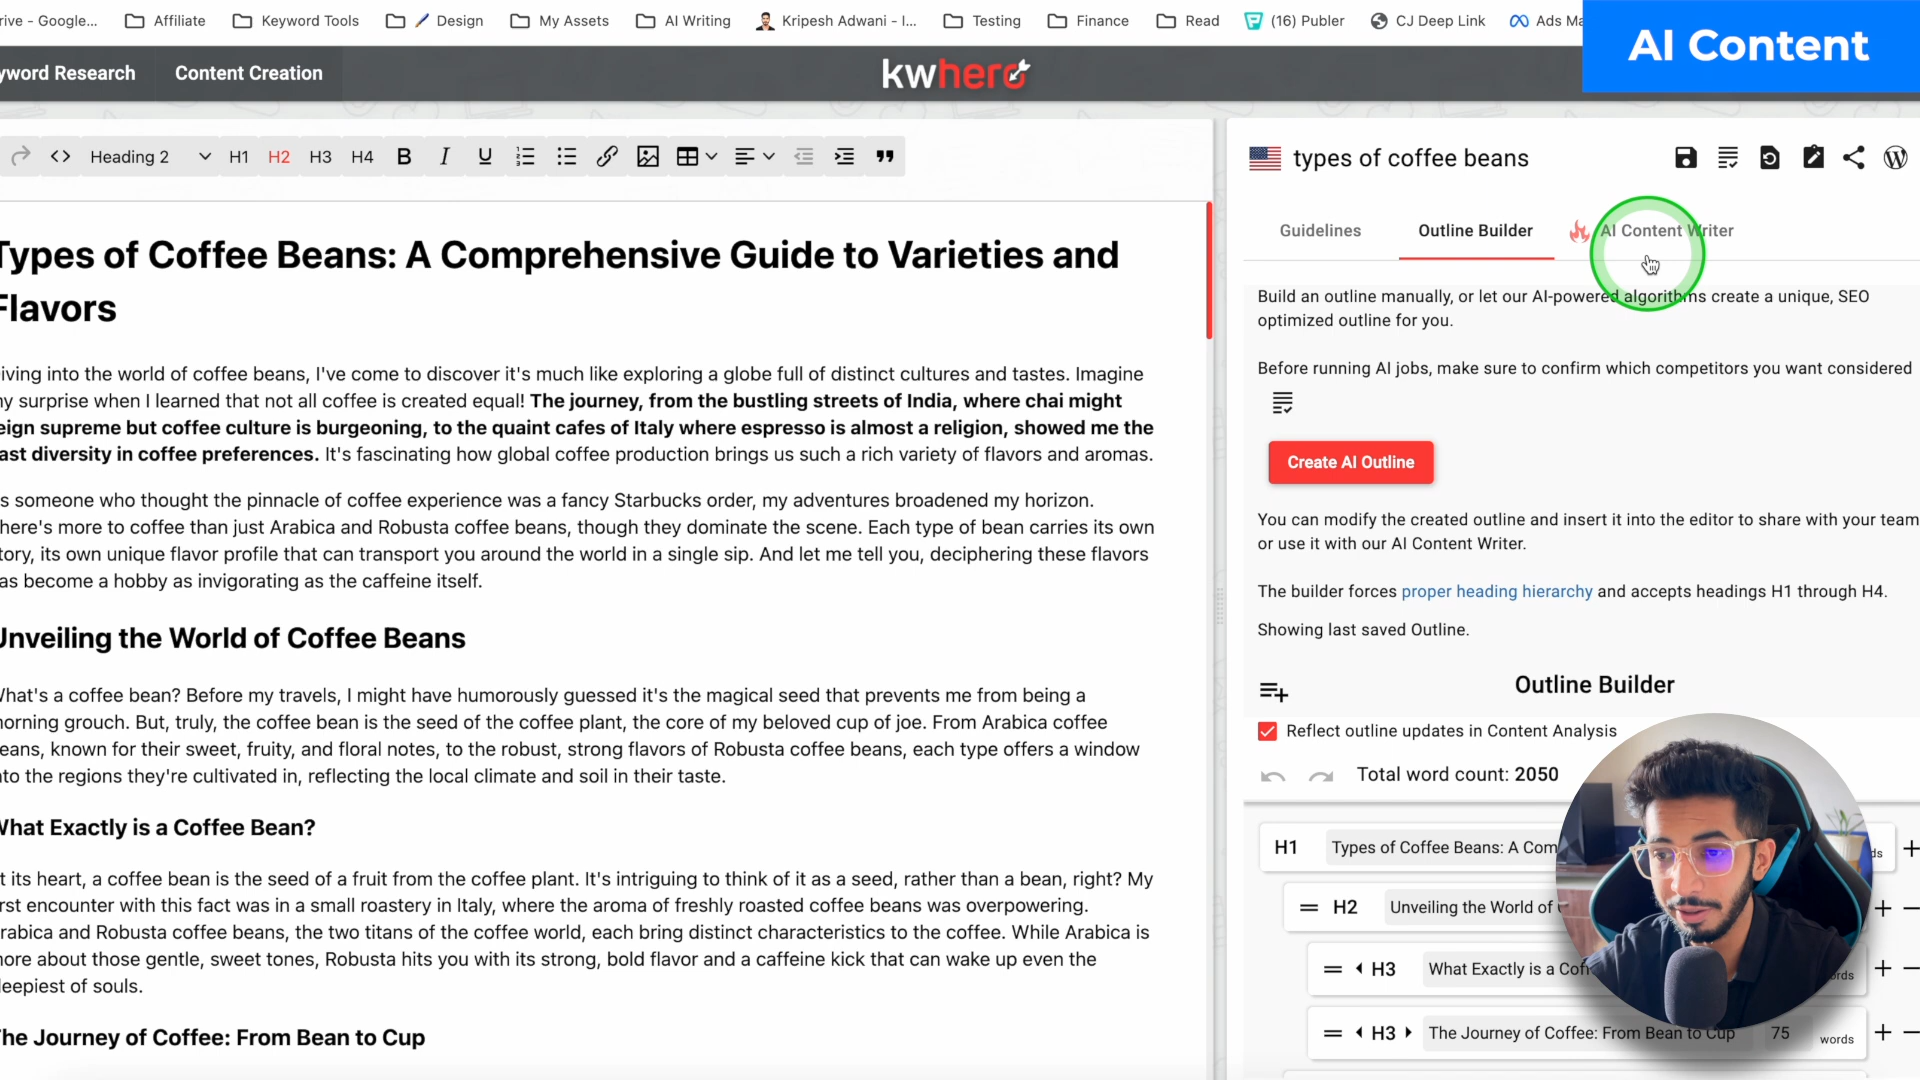 rive - Google...
Affiliate
Keyword Tools
Design
My Assets
AI Writing
Kripesh Adwani - I...
Testing
Finance
Read
(16) Publer
CJ Deep Link
Ads Ma
AI Content
yword Research
Content Creation
kwhero
Heading 2
H1
H2
H3
H4
B
I
U
types of coffee beans
Guidelines
Outline Builder
AI Content Writer
Types of Coffee Beans: A Comprehensive Guide to Varieties and
Flavors
iving into the world of coffee beans, I've come to discover it's much like exploring a globe full of distinct cultures and tastes. Imagine
ny surprise when I learned that not all coffee is created equal! The journey, from the bustling streets of India, where chai might
eign supreme but coffee culture is burgeoning, to the quaint cafes of Italy where espresso is almost a religion, showed me the
ast diversity in coffee preferences. It's fascinating how global coffee production brings us such a rich variety of flavors and aromas.
s someone who thought the pinnacle of coffee experience was a fancy Starbucks order, my adventures broadened my horizon.
here's more to coffee than just Arabica and Robusta coffee beans, though they dominate the scene. Each type of bean carries its own
tory, its own unique flavor profile that can transport you around the world in a single sip. And let me tell you, deciphering these flavors
as become a hobby as invigorating as the caffeine itself.
Unveiling the World of Coffee Beans
What's a coffee bean? Before my travels, I might have humorously guessed it's the magical seed that prevents me from being a
norning grouch. But, truly, the coffee bean is the seed of the coffee plant, the core of my beloved cup of joe. From Arabica coffee
eans, known for their sweet, fruity, and floral notes, to the robust, strong flavors of Robusta coffee beans, each type offers a window
nto the regions they're cultivated in, reflecting the local climate and soil in their taste.
What Exactly is a Coffee Bean?
t its heart, a coffee bean is the seed of a fruit from the coffee plant. It's intriguing to think of it as a seed, rather than a bean, right? My
rst encounter with this fact was in a small roastery in Italy, where the aroma of freshly roasted coffee beans was overpowering.
rabica and Robusta coffee beans, the two titans of the coffee world, each bring distinct characteristics to the coffee. While Arabica is
nore about those gentle, sweet tones, Robusta hits you with its strong, bold flavor and a caffeine kick that can wake up even the
leepiest of souls.
The Journey of Coffee: From Bean to Cup
Build an outline manually, or let our AI-powered algorithms create a unique, SEO
optimized outline for you.
Before running AI jobs, make sure to confirm which competitors you want considered
Create AI Outline
You can modify the created outline and insert it into the editor to share with your team
or use it with our AI Content Writer.
The builder forces proper heading hierarchy and accepts headings H1 through H4.
Showing last saved Outline.
Outline Builder
Reflect outline updates in Content Analysis
Total word count: 2050
H1 Types of Coffee Beans: A Com
ds
H2 Unveiling the World of
H3 What Exactly is a Coff
ords
H3 The Journey of Coffee: From Bean to Cup 75 words